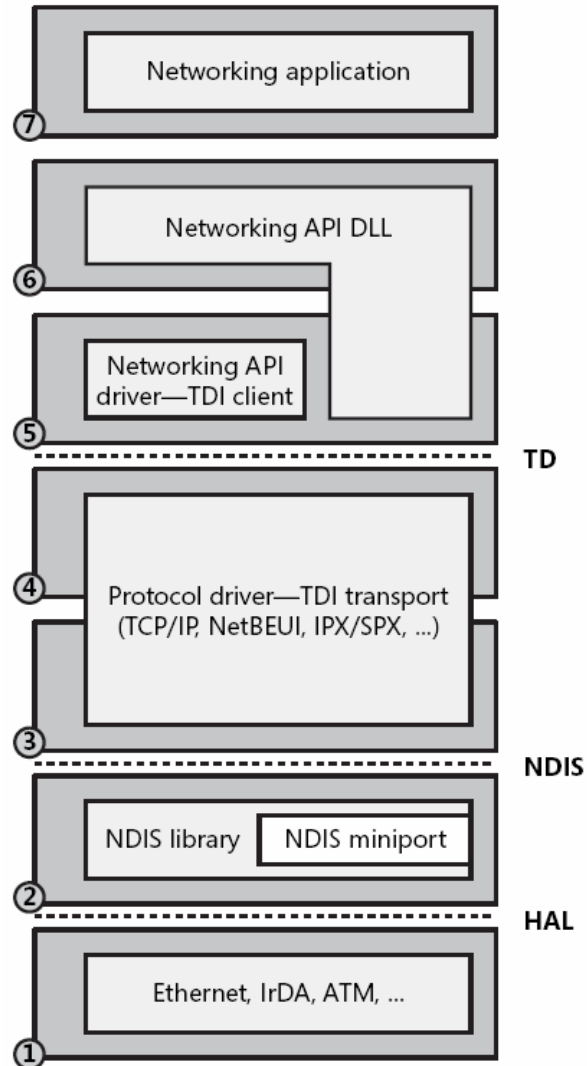 Networking application
7
Networking API DLL
6
Networking API
driver—TDI client
5
TD
4
Protocol driver—TDI transport
(TCP/IP, NetBEUI, IPX/SPX, ...)
3
NDIS
NDIS library
NDIS miniport
2
HAL
Ethernet, IrDA, ATM, ...
1